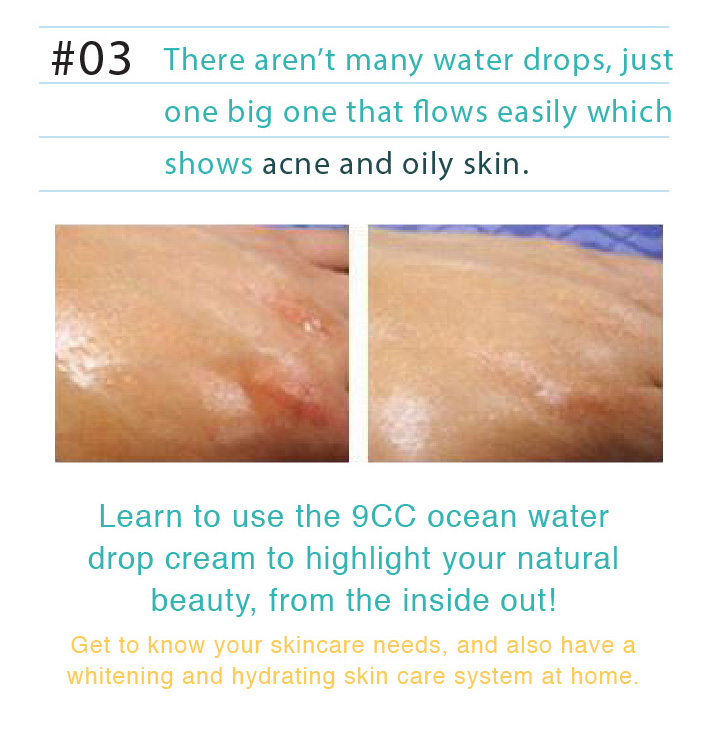 #03 There aren't many water drops, just
one big one that flows easily which
shows acne and oily skin.
Learn to use the 9CC ocean water
drop cream to highlight your natural
beauty, from the inside out!
Get to know your skincare needs, and also have a
whitening and hydrating skin care system at home.